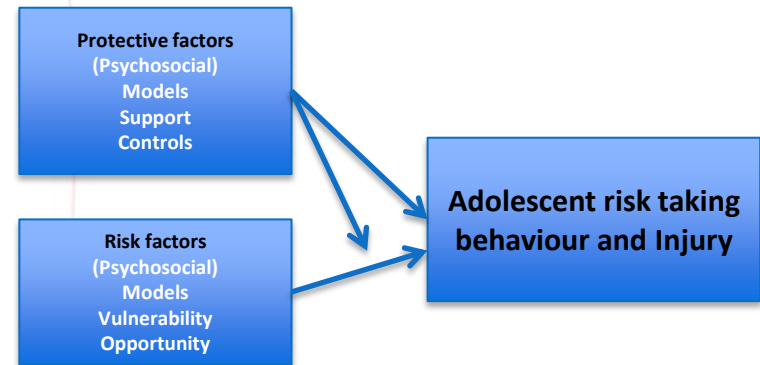 Protective factors
(Psychosocial)
Models
Support
Controls
Adolescent risk taking
behaviour and Injury
Risk factors
(Psychosocial)
Models
Vulnerability
Opportunity